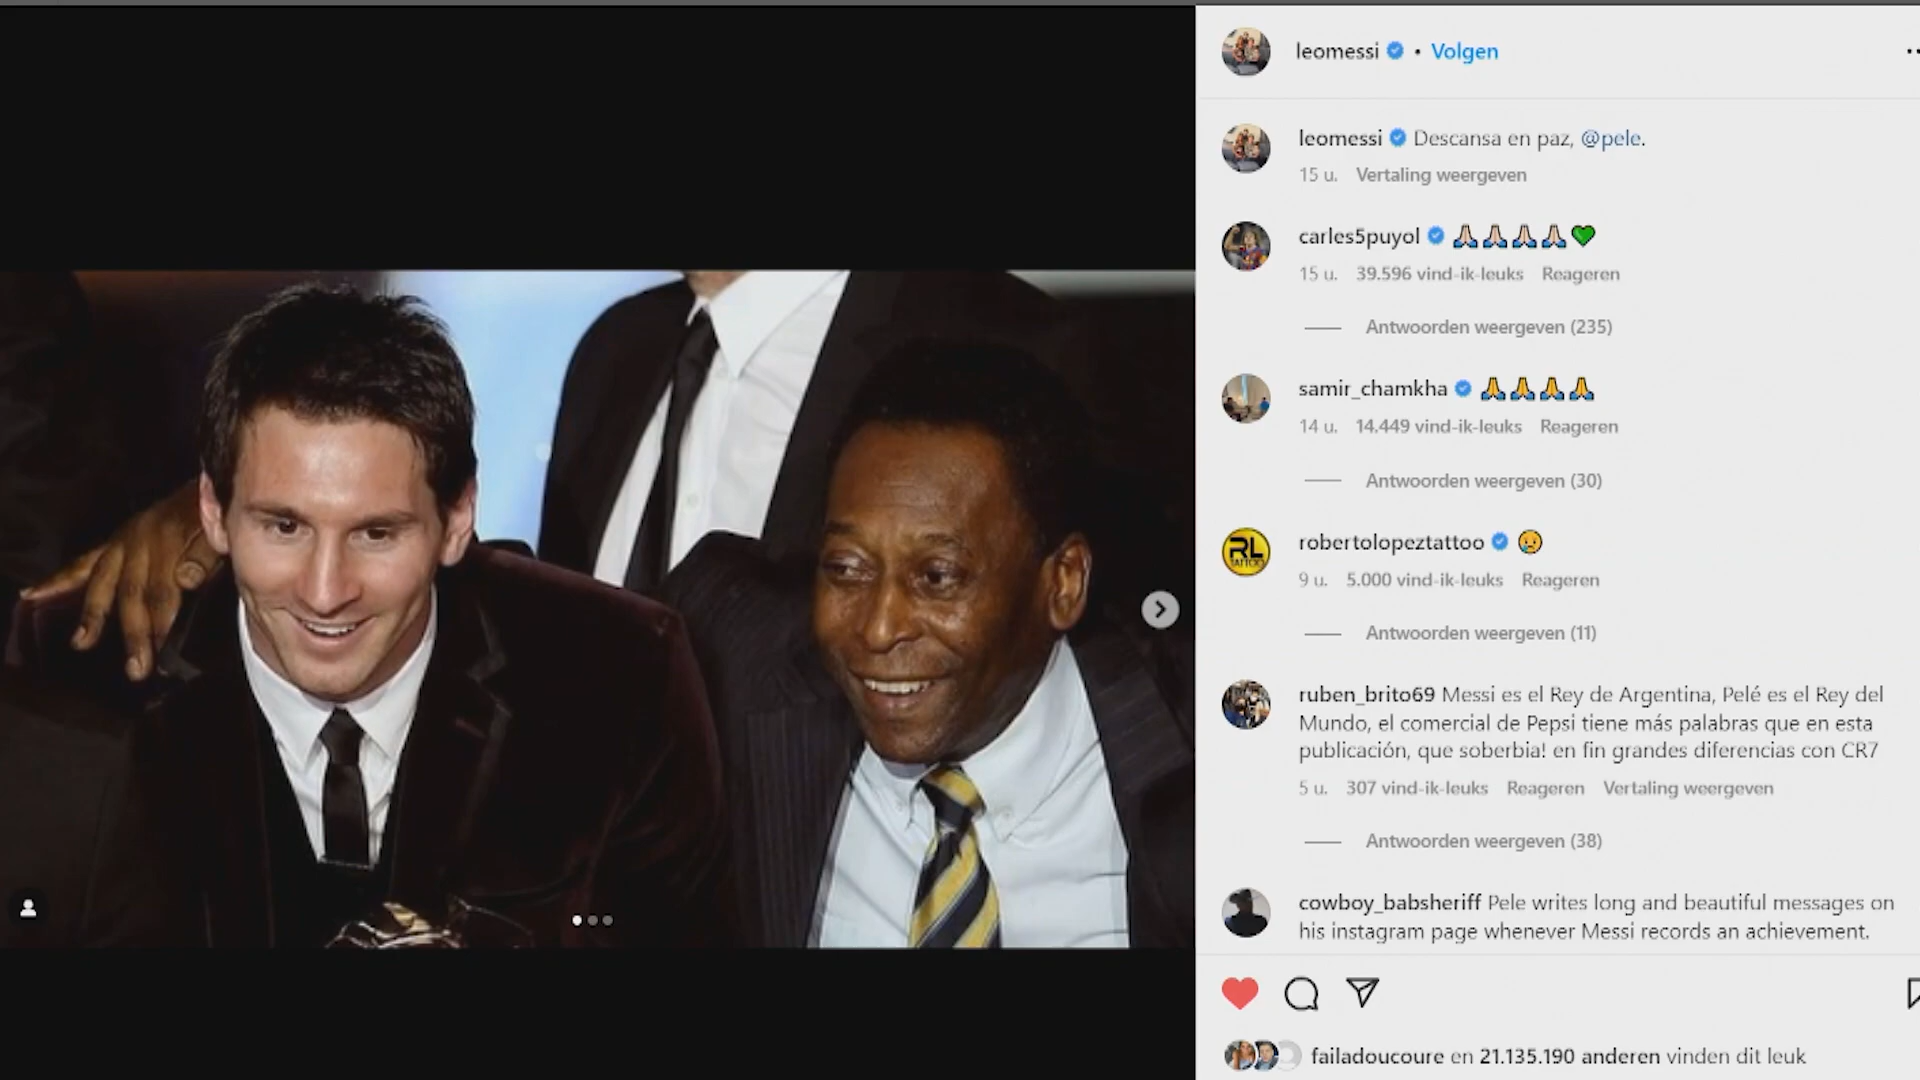 leomessi • Volgen
leomessi Descansa en paz, @pele.
15 u. Vertaling weergeven
carles5puyol 🙏🏻🙏🏻🙏🏻🙏🏻💚
15 u. 39.596 vind-ik-leuks Reageren
Antwoorden weergeven (235)
samir_chamkha 🙏🙏🙏🙏
14 u. 14.449 vind-ik-leuks Reageren
Antwoorden weergeven (30)
RL
TATTOO
robertolopeztattoo 😥
9 u. 5.000 vind-ik-leuks Reageren
Antwoorden weergeven (11)
ruben_brito69 Messi es el Rey de Argentina, Pelé es el Rey del
Mundo, el comercial de Pepsi tiene más palabras que en esta
publicación, que soberbia! en fin grandes diferencias con CR7
5 u. 307 vind-ik-leuks Reageren Vertaling weergeven
Antwoorden weergeven (38)
cowboy_babsheriff Pele writes long and beautiful messages on
his instagram page whenever Messi records an achievement.
failadoucoure en 21.135.190 anderen vinden dit leuk